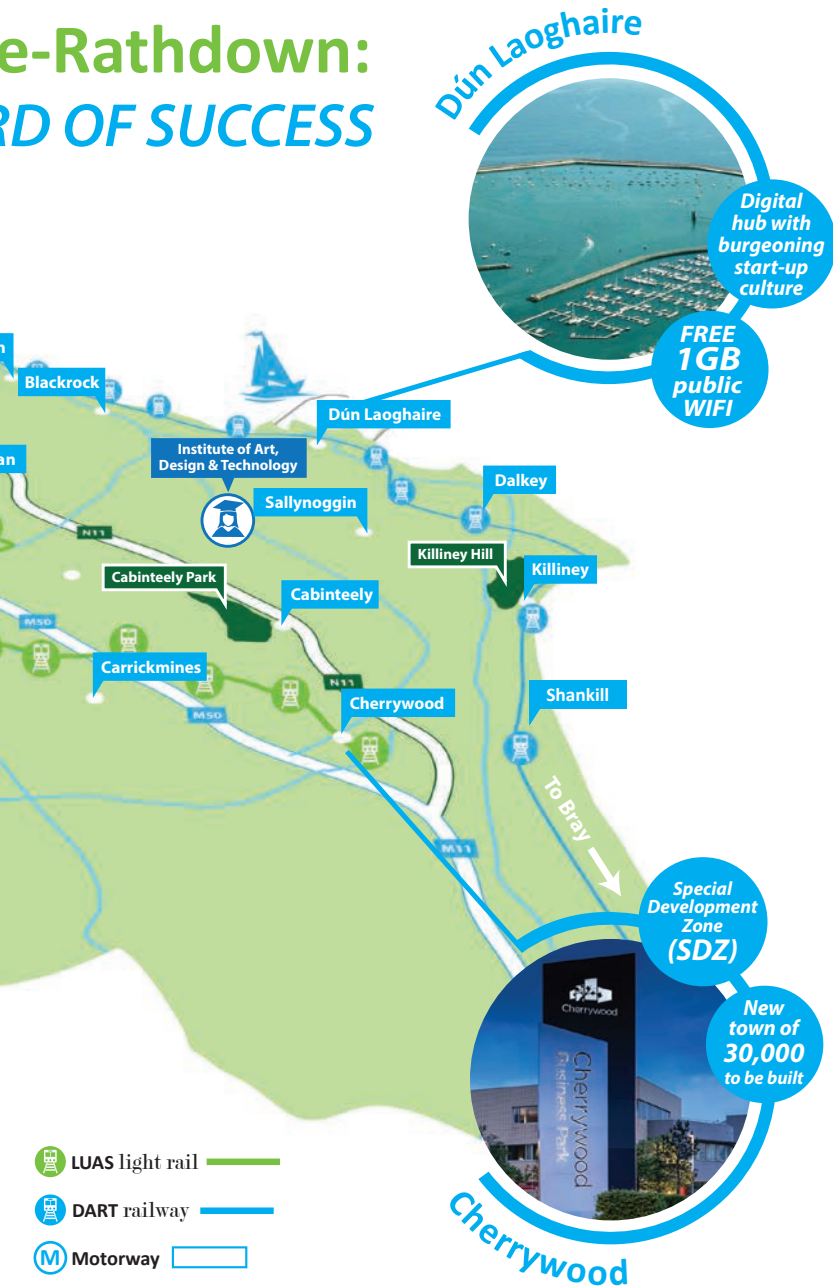 e-Rathdown:
RD OF SUCCESS
Dún Laoghaire
Digital
hub with
burgeoning
start-up
culture
FREE
1GB
public
WIFI
n
Blackrock
an
Dún Laoghaire
Institute of Art,
Design & Technology
Sallynoggin
Dalkey
N11
Killiney Hill
Killiney
Cabinteely Park
Cabinteely
M50
Carrickmines
N11
Shankill
M50
Cherrywood
To Bray
M11
Special
Development
Zone
(SDZ)
New
town of
30,000
to be built
Cherrywood
Cherrywood
Business Park
Cherrywood
LUAS light rail
DART railway
M Motorway